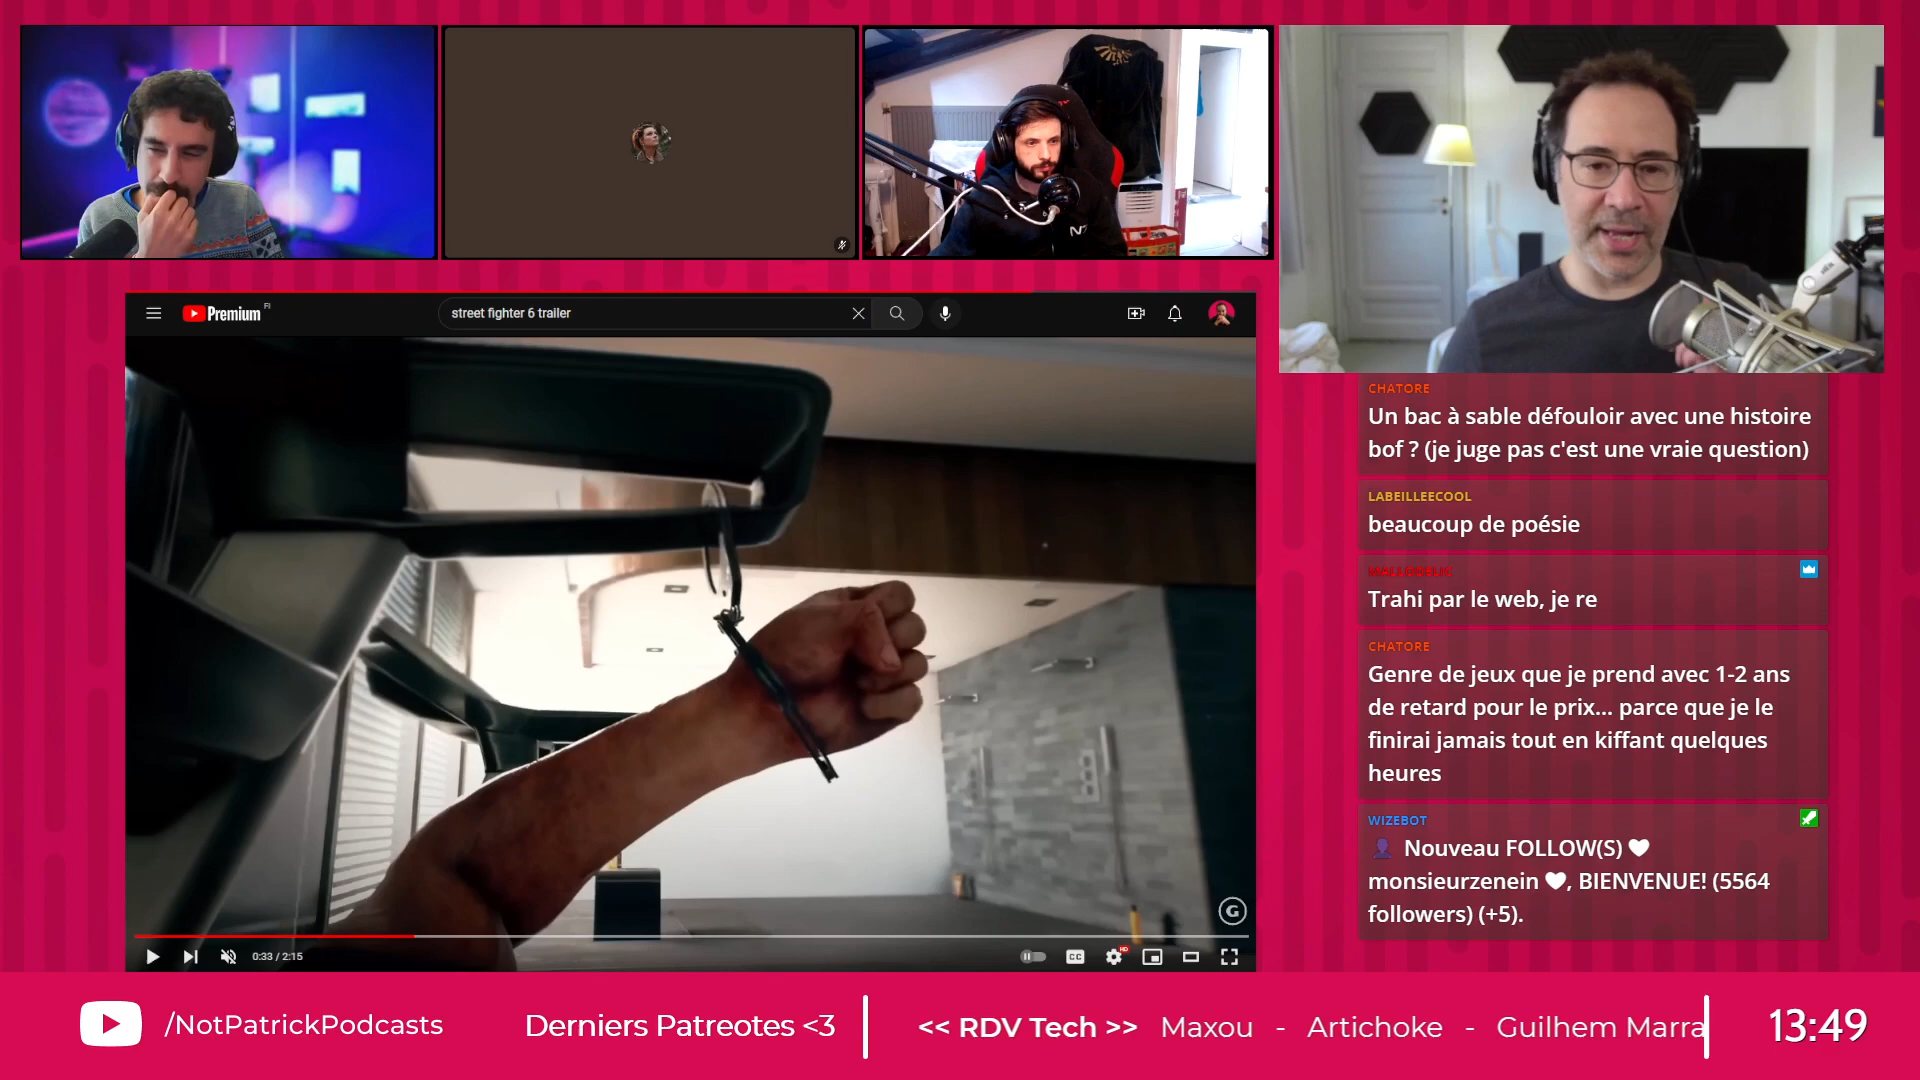 Premium FI
street fighter 6 trailer
CHATORE
Un bac à sable défouloir avec une histoire
bof ? (je juge pas c'est une vraie question)
LABEILLEECOOL
beaucoup de poésie
Trahi par le web, je re
CHATORE
Genre de jeux que je prend avec 1-2 ans
de retard pour le prix... parce que je le
finirai jamais tout en kiffant quelques
heures
WIZEBOT
Nouveau FOLLOW(S)
monsieurzenein , BIENVENUE! (5564
followers) (+5).
G
0:33 / 2:15
CC
HD
/NotPatrickPodcasts
Derniers Patreotes <3
<< RDV Tech >> Maxou - Artichoke - Guilhem Marra
13:49